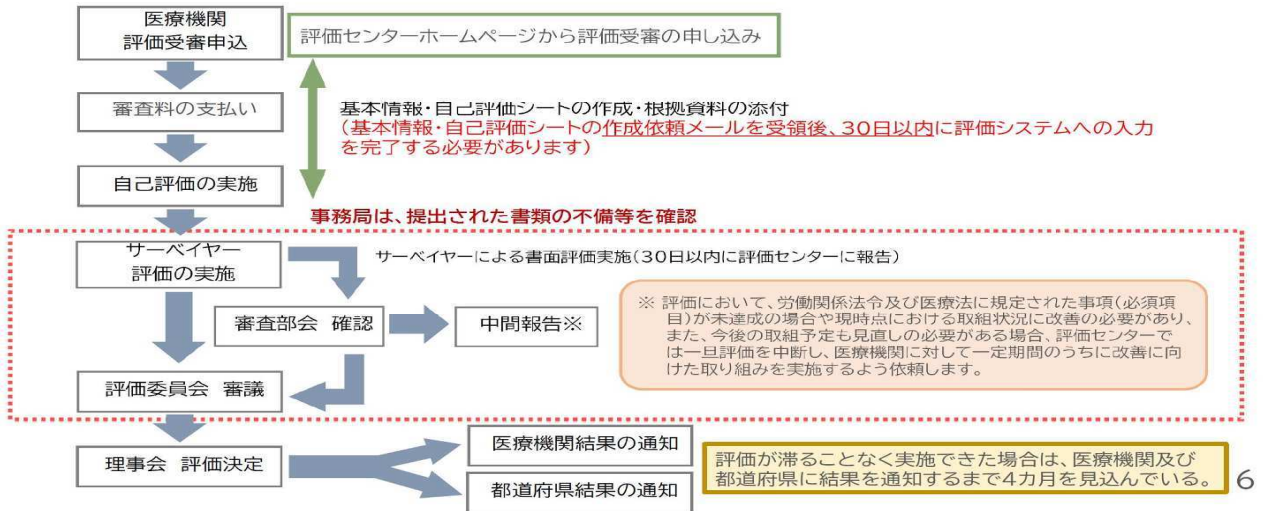 医療機関
評価受審申込
評価センターホームページから評価受審の申し込み
審査料の支払い
基本情報・自己評価シートの作成・根拠資料の添付
（基本情報・自己評価シートの作成依頼メールを受領後、30日以内に評価システムへの入力
を完了する必要があります）
自己評価の実施
事務局は、提出された書類の不備等を確認
サーベイヤー
評価の実施
サーベイヤーによる書面評価実施（30日以内に評価センターに報告）
審査部会　確認
中間報告※
※ 評価において、労働関係法令及び医療法に規定された事項（必須項
目）が未達成の場合や現時点における取組状況に改善の必要があり、
また、今後の取組予定も見直しの必要がある場合、評価センターで
は一旦評価を中断し、医療機関に対して一定期間のうちに改善に向
けた取り組みを実施するよう依頼します。
評価委員会　審議
理事会　評価決定
医療機関結果の通知
都道府県結果の通知
評価が滞ることなく実施できた場合は、医療機関及び
都道府県に結果を通知するまで4カ月を見込んでいる。
6